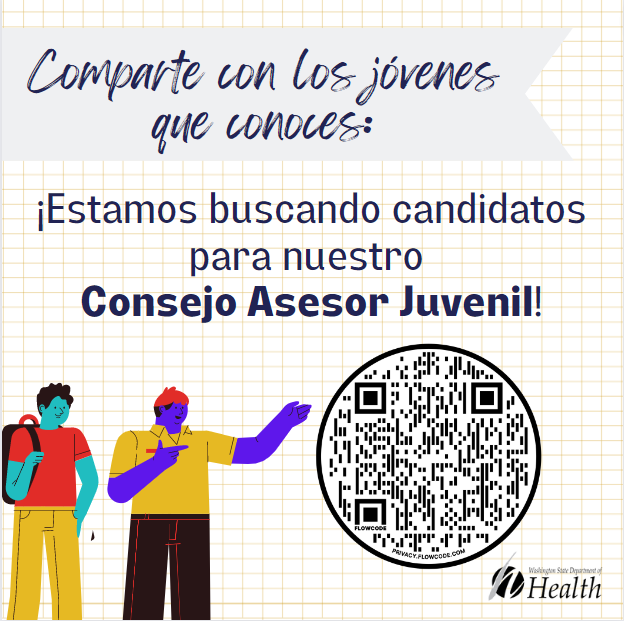 Comparte con los jóvenes
que conoces:
¡Estamos buscando candidatos
para nuestro
Consejo Asesor Juvenil!
FLOWCODE
PRIVACY.FLOWCODE.COM
Washington State Department of
Health